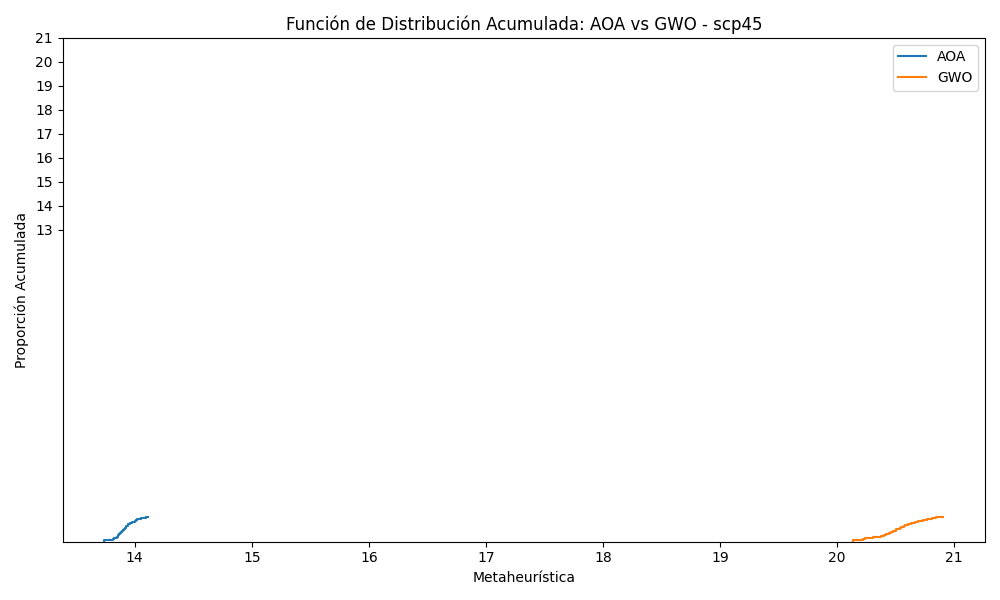 Función de Distribución Acumulada: AOA vs GWO - scp45
21
20
19
18
17
16
15
14
13
Proporción Acumulada
AOA
GWO
14 15 16 17 18 19 20 21
Metaheurística